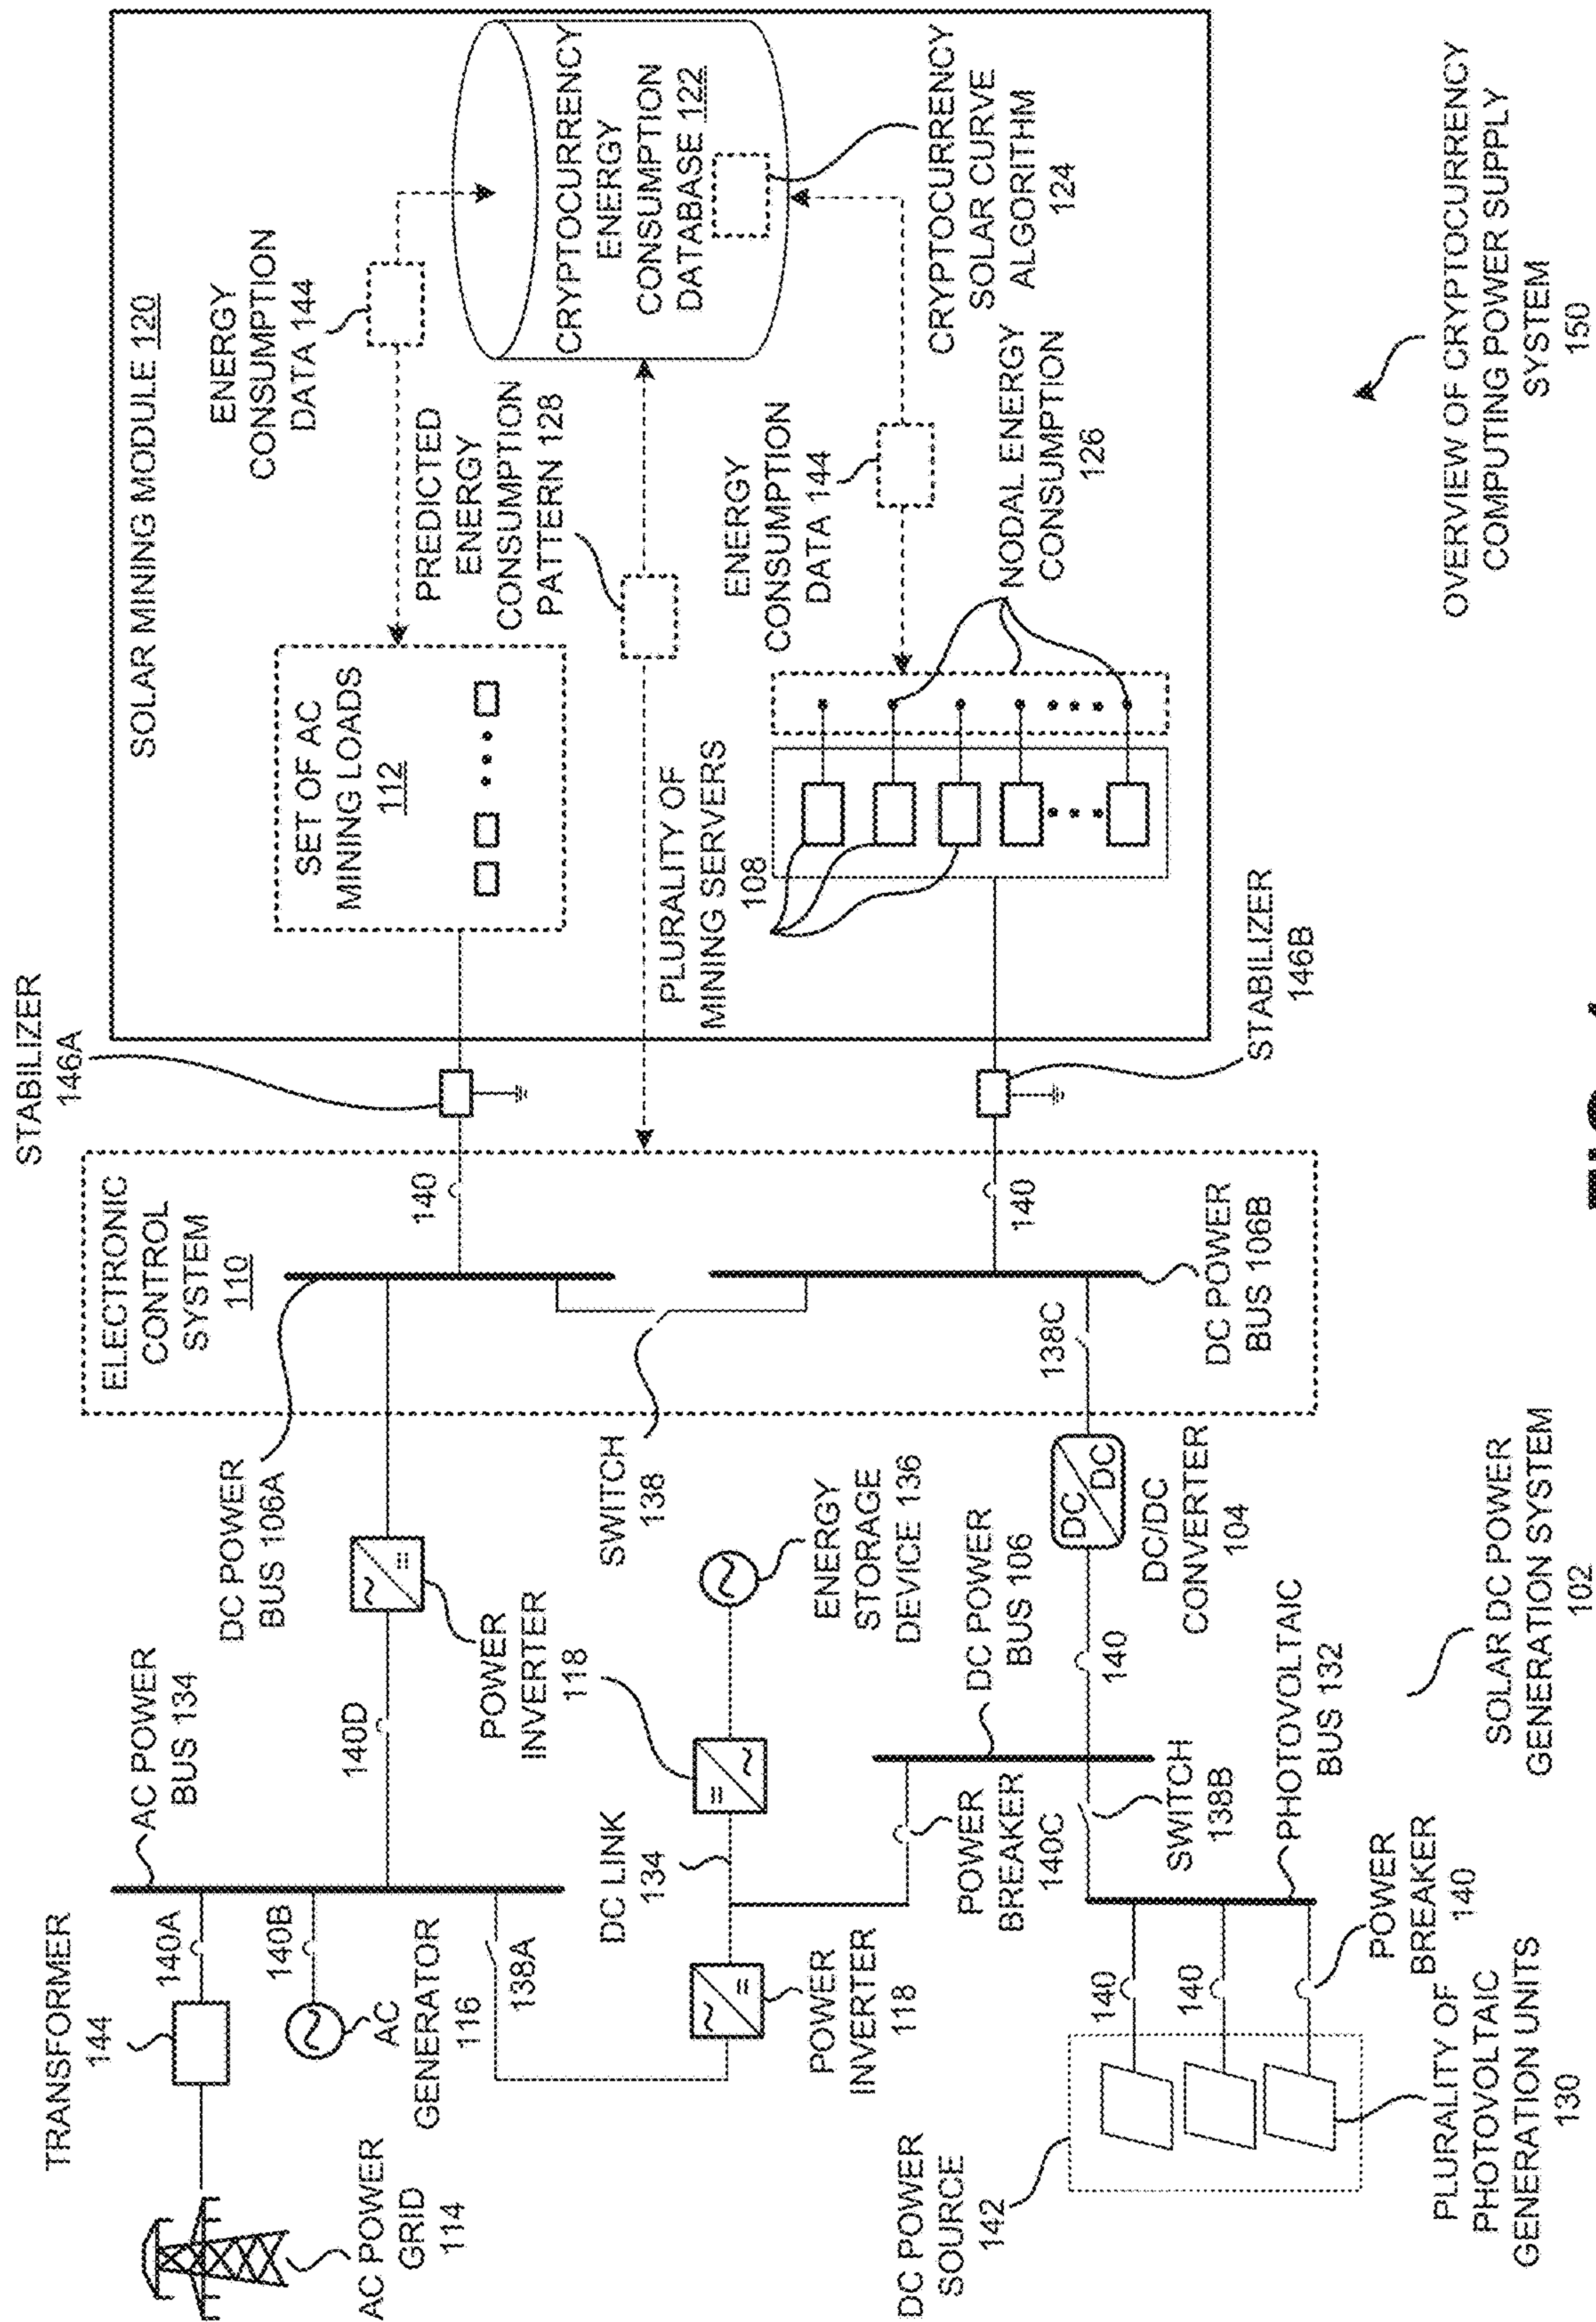 STABILIZER
146A
SOLAR MINING MODULE 120
ENERGY
CONSUMPTION
DATA 144
SET OF AC
MINING LOADS
112
PREDICTED
ENERGY
CONSUMPTION
PATTERN 128
CRYPTOCURRENCY
ENERGY
CONSUMPTION
DATABASE 122
PLURALITY OF
MINING SERVERS
108
ENERGY
CONSUMPTION
DATA 144
CRYPTOCURRENCY
SOLAR CURVE
ALGORITHM
124
NODAL ENERGY
CONSUMPTION
126
STABILIZER
146B
ELECTRONIC
CONTROL
SYSTEM
110
140
140
DC POWER
BUS 106B
138C
DC POWER
BUS 106A
SWITCH
138
TRANSFORMER
144
AC POWER
BUS 134
140A
140B
140D
AC POWER
GRID
114
AC
GENERATOR
116
138A
POWER
INVERTER
118
DC LINK
134
ENERGY
STORAGE
DEVICE 136
POWER
INVERTER
118
DC POWER
BUS 106
POWER
BREAKER
140C
140
DC
DC
DC/DC
CONVERTER
104
SWITCH
138B
PHOTOVOLTAIC
BUS 132
DC POWER
SOURCE
142
140
140
POWER
BREAKER
140
PLURALITY OF
PHOTOVOLTAIC
GENERATION UNITS
130
SOLAR DC POWER
GENERATION SYSTEM
102
OVERVIEW OF CRYPTOCURRENCY
COMPUTING POWER SUPPLY
SYSTEM
150